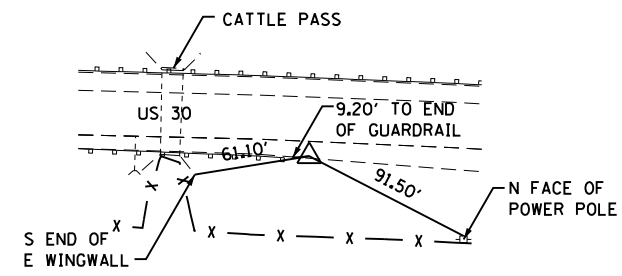 CATTLE PASS
US 30
9.20' TO END
OF GUARDRAIL
61.10'
91.50'
N FACE OF
POWER POLE
S END OF
E WINGWALL
X
X
X
X
X
X
X